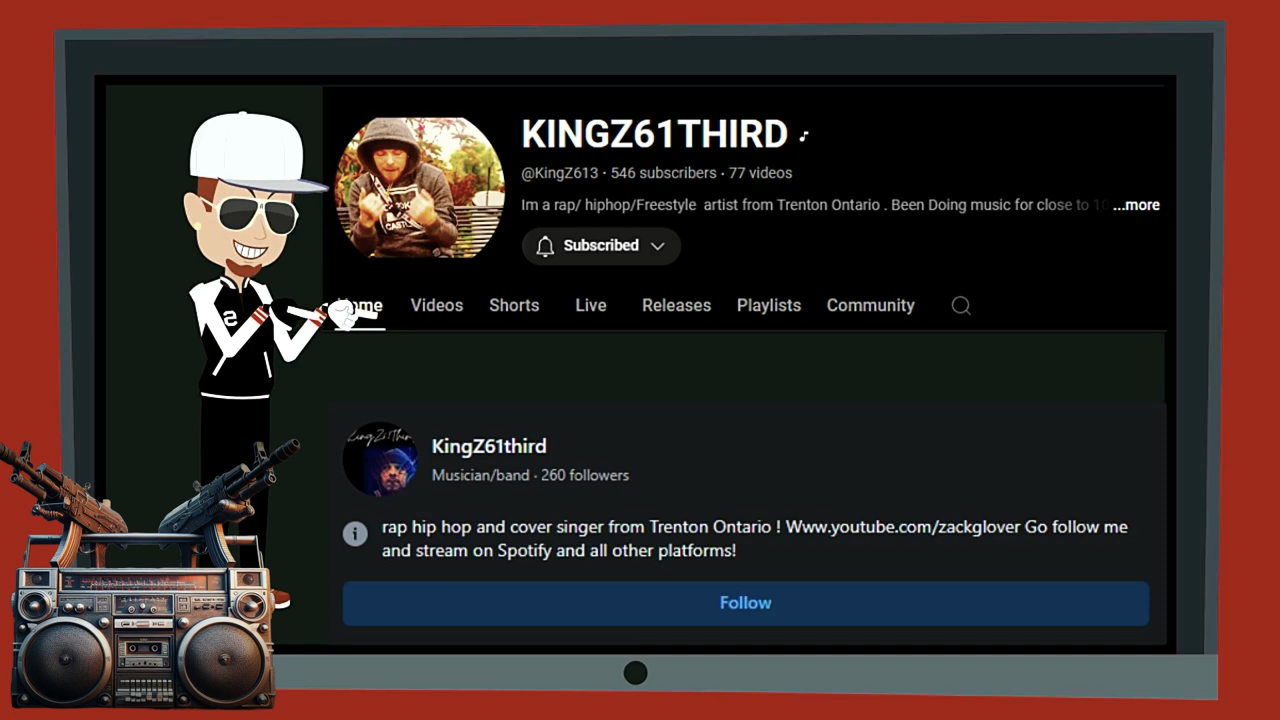 KINGZ61THIRD
@KingZ613 · 546 subscribers · 77 videos
Im a rap/ hiphop/Freestyle artist from Trenton Ontario . Been Doing music for close to 10 ...more
Subscribed
Home Videos Shorts Live Releases Playlists Community
2
KingZ61Third
KingZ61third
Musician/band · 260 followers
rap hip hop and cover singer from Trenton Ontario ! Www.youtube.com/zackglover Go follow me
and stream on Spotify and all other platforms!
Follow